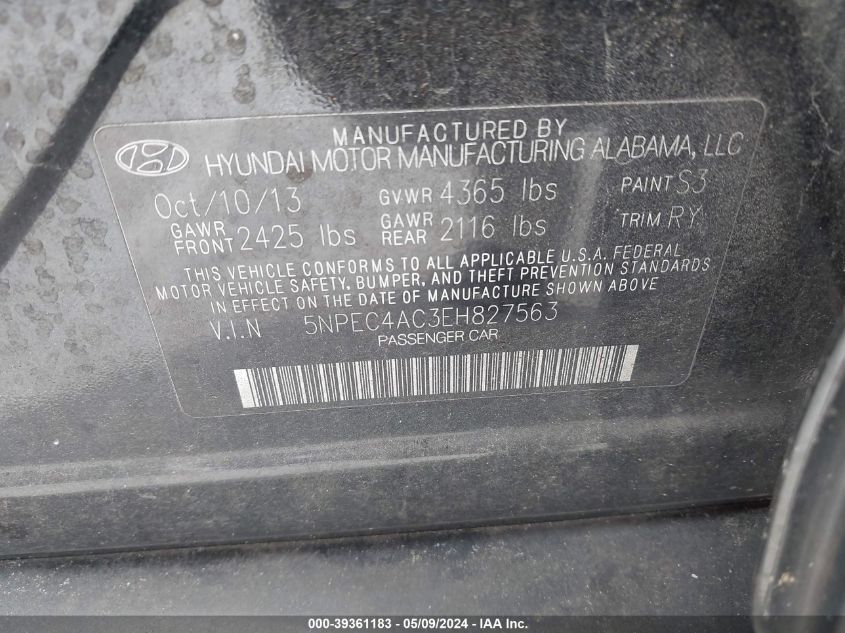 MANUFACTURED BY
HYUNDAI MOTOR MANUFACTURING ALABAMA, LLC
Oct/10/13 GVWR 4365 lbs PAINT S3
GAWR FRONT 2425 lbs GAWR REAR 2116 lbs TRIM RY
THIS VEHICLE CONFORMS TO ALL APPLICABLE U.S.A. FEDERAL
MOTOR VEHICLE SAFETY, BUMPER, AND THEFT PREVENTION STANDARDS
IN EFFECT ON THE DATE OF MANUFACTURE SHOWN ABOVE
V.I.N 5NPEC4AC3EH827563
PASSENGER CAR
000-39361183 - 05/09/2024 - IAA Inc.